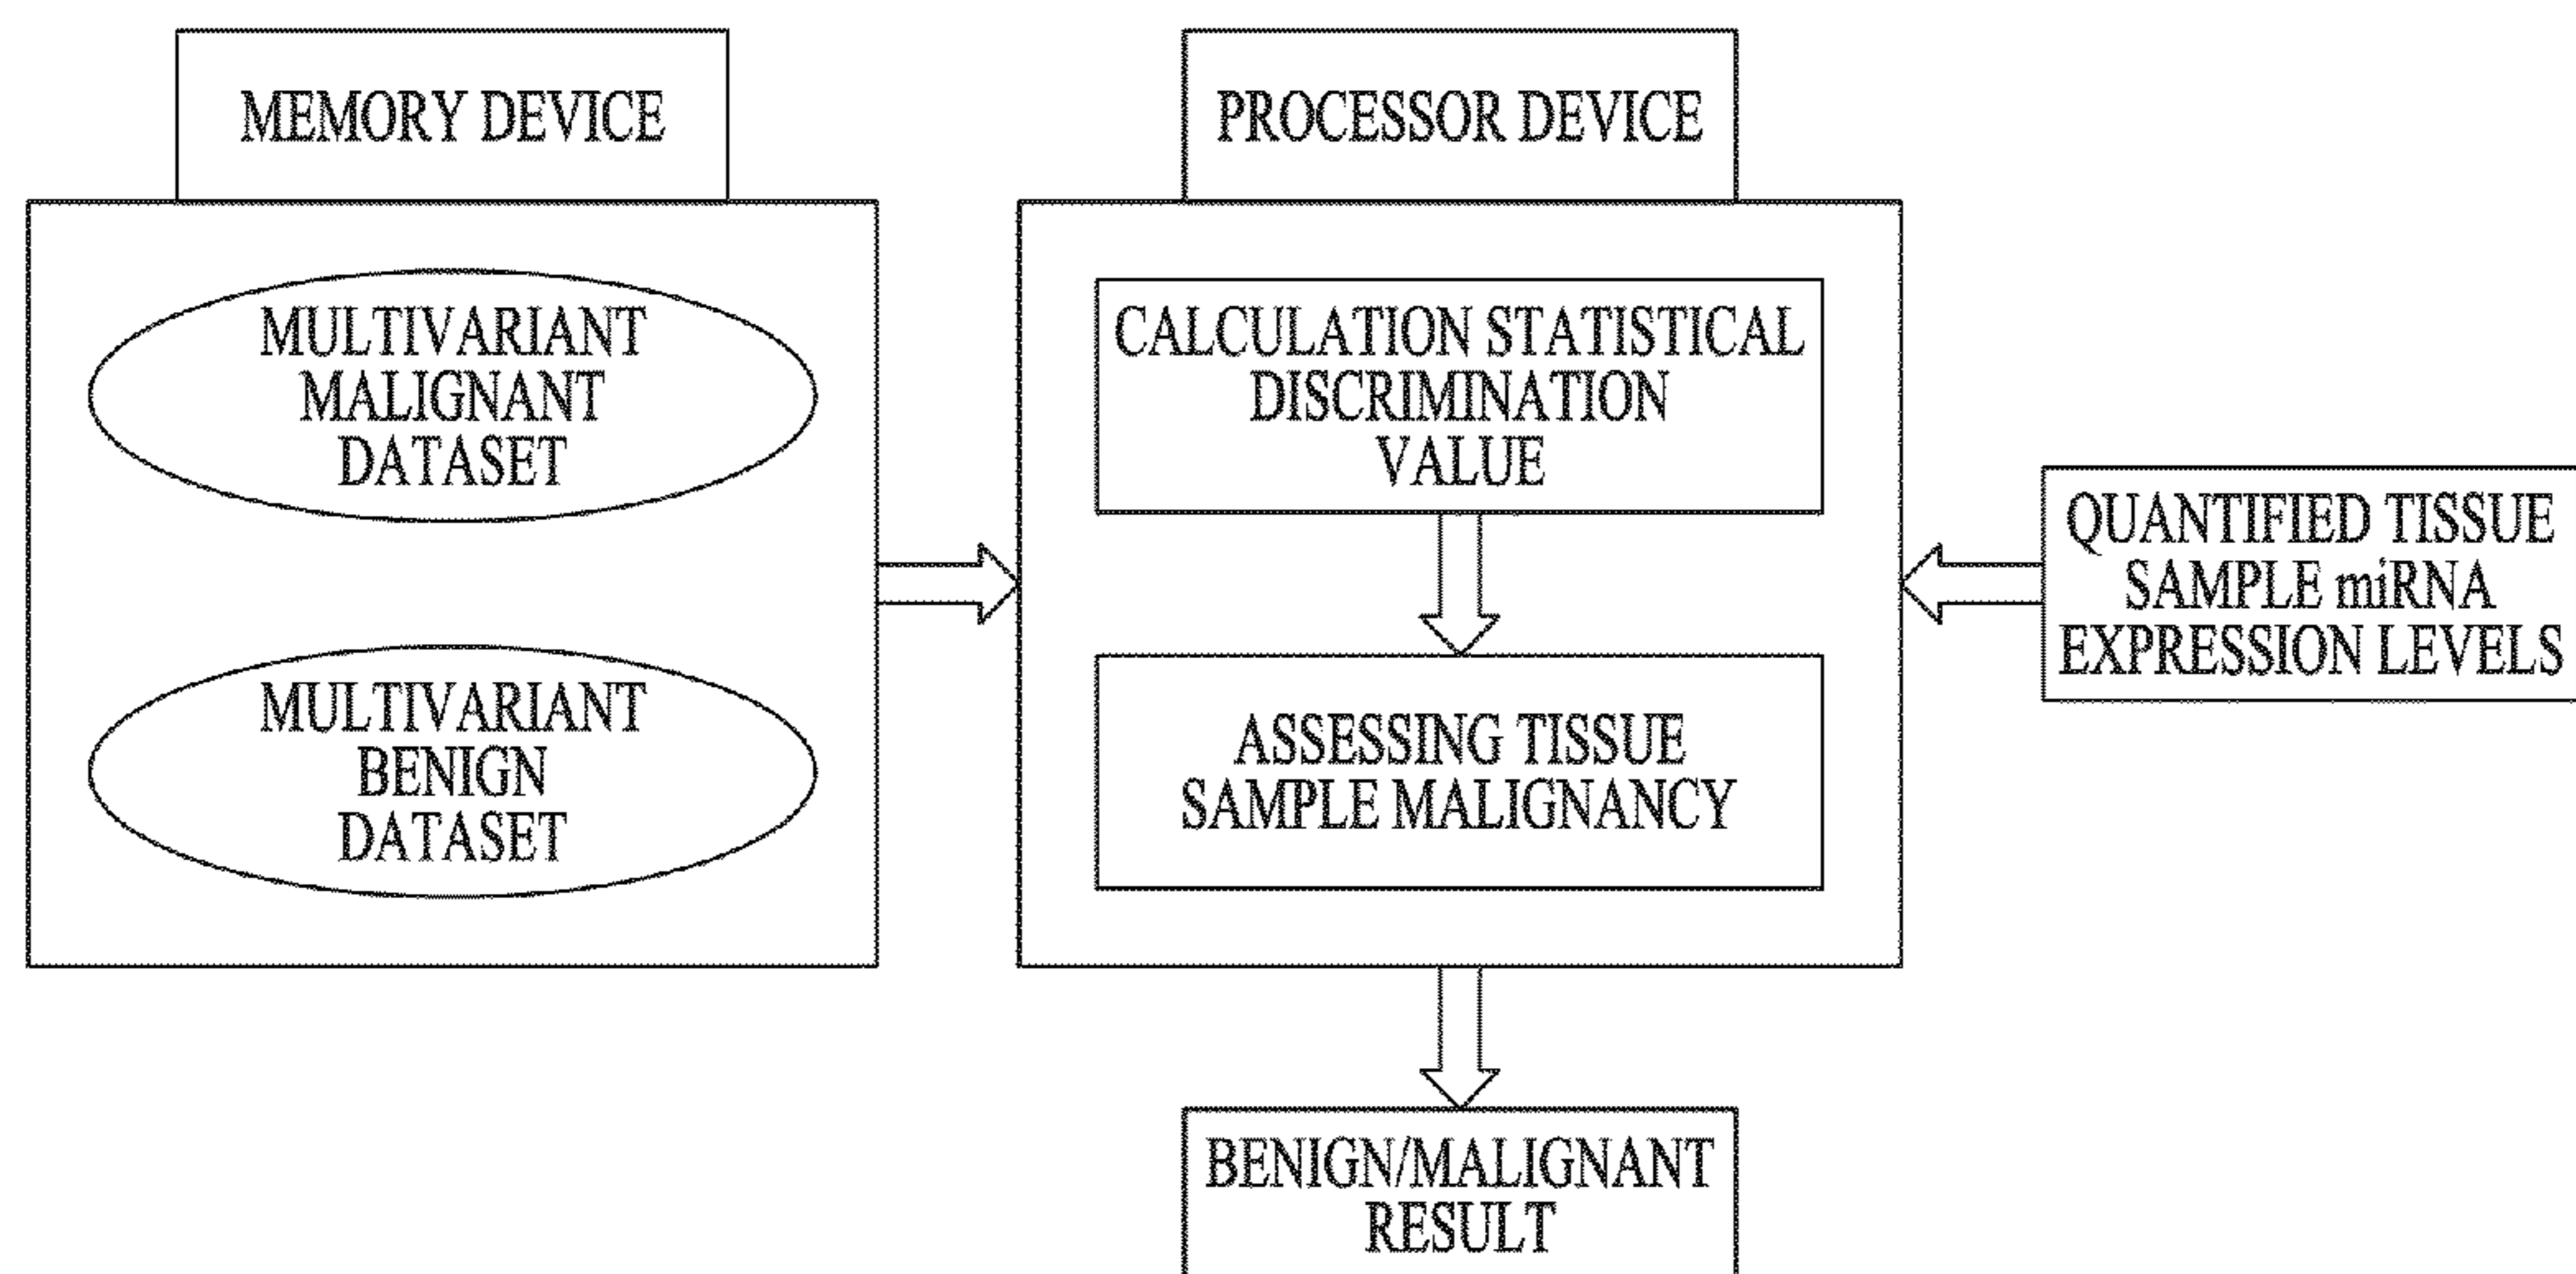 MEMORY DEVICE
MULTIVARIANT
MALIGNANT
DATASET
MULTIVARIANT
BENIGN
DATASET
PROCESSOR DEVICE
CALCULATION STATISTICAL
DISCRIMINATION
VALUE
ASSESSING TISSUE
SAMPLE MALIGNANCY
QUANTIFIED TISSUE
SAMPLE miRNA
EXPRESSION LEVELS
BENIGN/MALIGNANT
RESULT